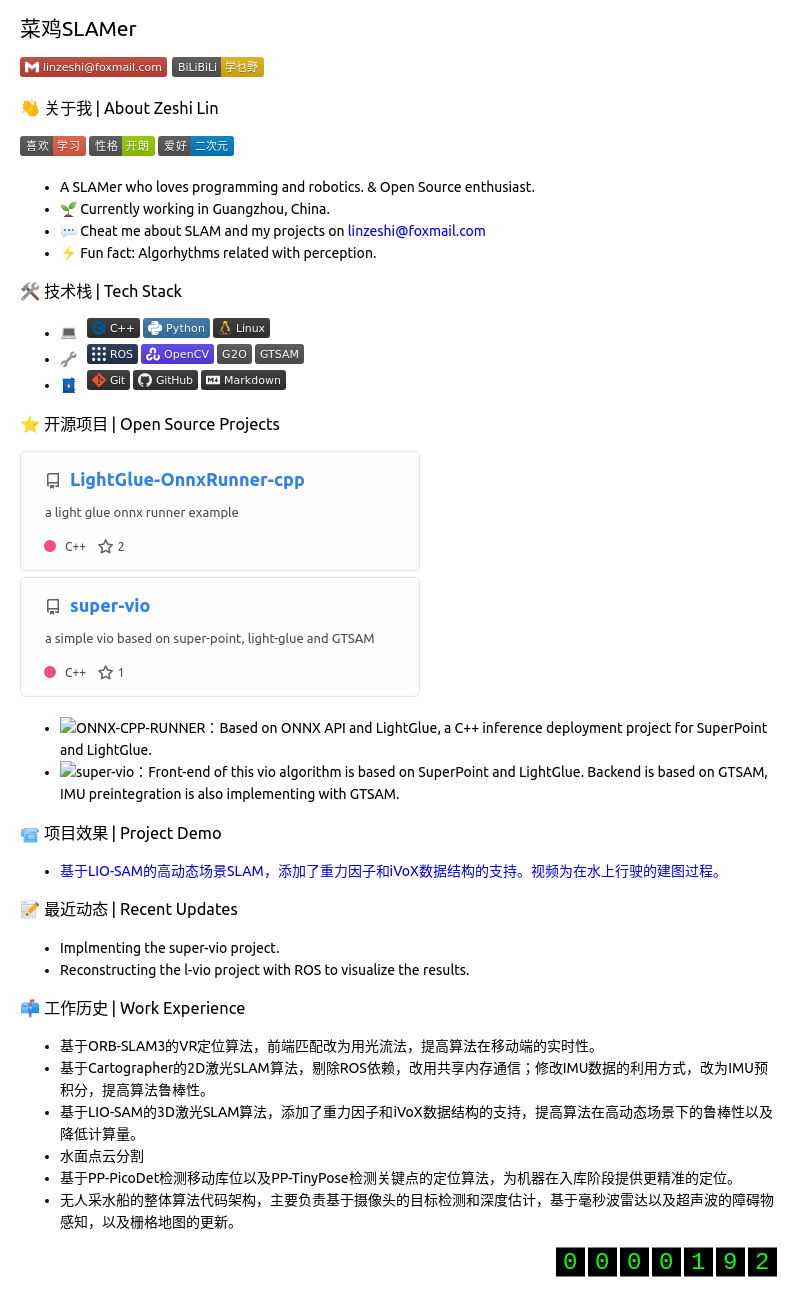 菜鸡SLAMer
linzeshi@foxmail.com BiLiBiLi 学乜野
👋 关于我 | About Zeshi Lin
喜欢 学习 性格 开朗 爱好 二次元
A SLAMer who loves programming and robotics. & Open Source enthusiast.
🌱 Currently working in Guangzhou, China.
💬 Cheat me about SLAM and my projects on linzeshi@foxmail.com
⚡ Fun fact: Algorhythms related with perception.
🛠️ 技术栈 | Tech Stack
💻 C++ Python Linux
🔧 ROS OpenCV G2O GTSAM
Git GitHub Markdown
⭐ 开源项目 | Open Source Projects
LightGlue-OnnxRunner-cpp
a light glue onnx runner example
C++ 2
super-vio
a simple vio based on super-point, light-glue and GTSAM
C++ 1
ONNX-CPP-RUNNER：Based on ONNX API and LightGlue, a C++ inference deployment project for SuperPoint
and LightGlue.
super-vio：Front-end of this vio algorithm is based on SuperPoint and LightGlue. Backend is based on GTSAM,
IMU preintegration is also implementing with GTSAM.
项目效果 | Project Demo
基于LIO-SAM的高动态场景SLAM，添加了重力因子和iVoX数据结构的支持。视频为在水上行驶的建图过程。
📝 最近动态 | Recent Updates
Implmenting the super-vio project.
Reconstructing the l-vio project with ROS to visualize the results.
📫 工作历史 | Work Experience
基于ORB-SLAM3的VR定位算法，前端匹配改为用光流法，提高算法在移动端的实时性。
基于Cartographer的2D激光SLAM算法，剔除ROS依赖，改用共享内存通信；修改IMU数据的利用方式，改为IMU预
积分，提高算法鲁棒性。
基于LIO-SAM的3D激光SLAM算法，添加了重力因子和iVoX数据结构的支持，提高算法在高动态场景下的鲁棒性以及
降低计算量。
水面点云分割
基于PP-PicoDet检测移动库位以及PP-TinyPose检测关键点的定位算法，为机器在入库阶段提供更精准的定位。
无人采水船的整体算法代码架构，主要负责基于摄像头的目标检测和深度估计，基于毫秒波雷达以及超声波的障碍物
感知，以及栅格地图的更新。
0000192